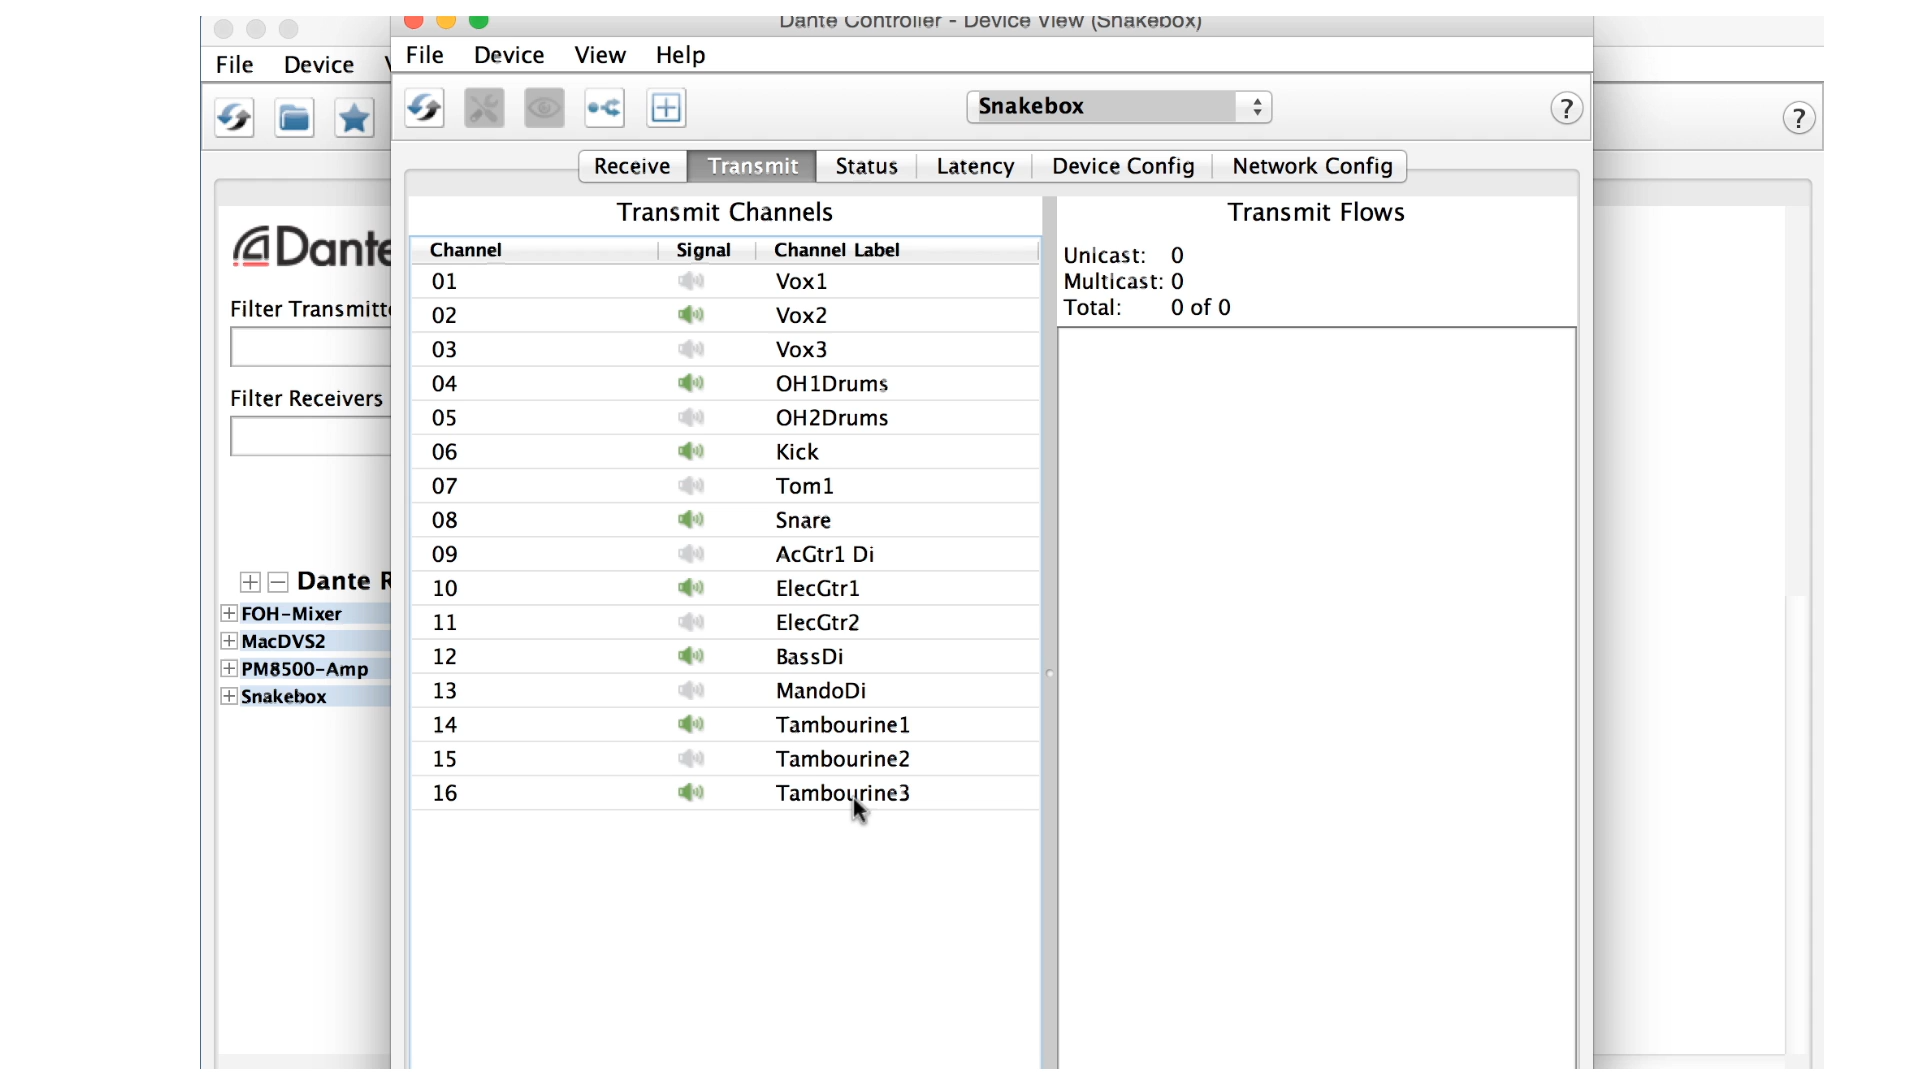 Dante Controller - Device View (Snakebox)
File Device
File Device View Help
Snakebox
?
?
Receive Transmit Status Latency Device Config Network Config
Dante
Filter Transmitte
Filter Receivers
Dante R
FOH-Mixer
MacDVS2
PM8500-Amp
Snakebox
Transmit Channels
Channel Signal Channel Label
01 Vox1
02 Vox2
03 Vox3
04 OH1Drums
05 OH2Drums
06 Kick
07 Tom1
08 Snare
09 AcGtr1 Di
10 ElecGtr1
11 ElecGtr2
12 BassDi
13 MandoDi
14 Tambourine1
15 Tambourine2
16 Tambourine3
Transmit Flows
Unicast: 0
Multicast: 0
Total: 0 of 0